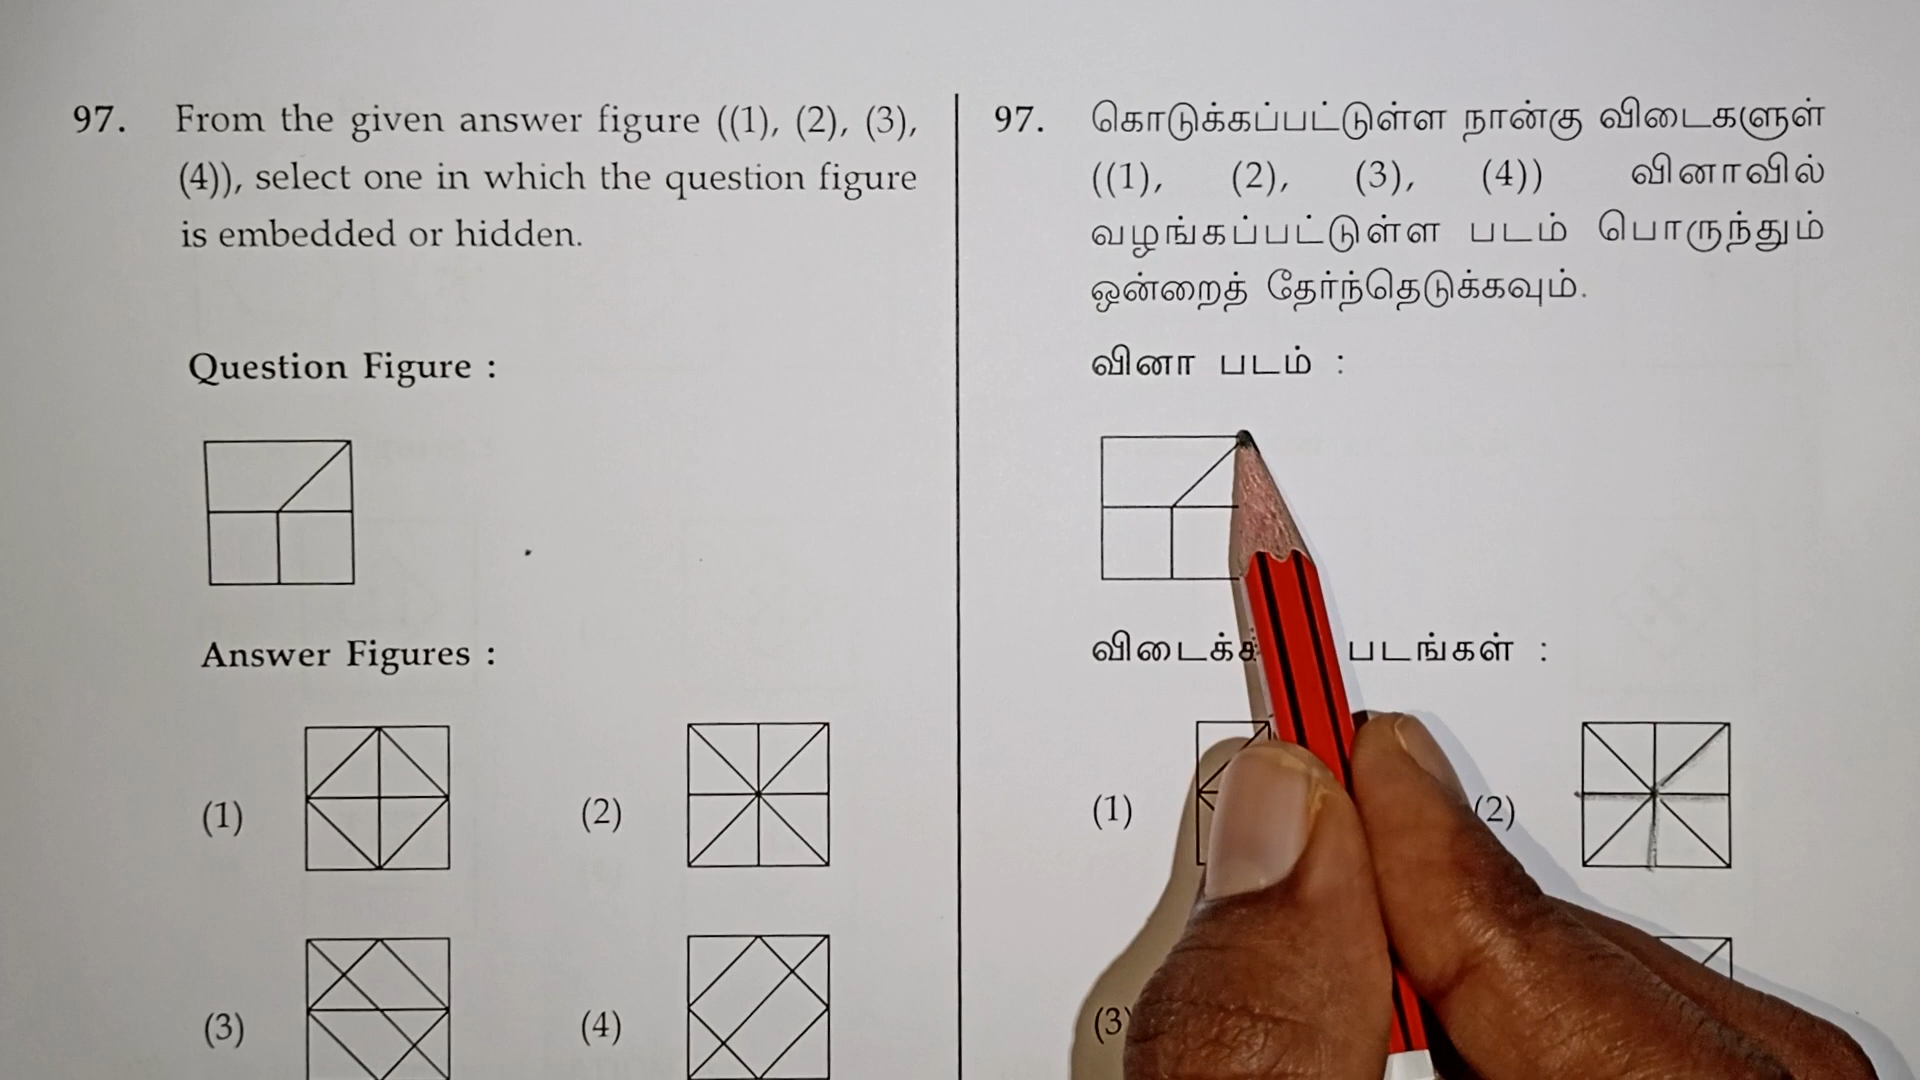 97. From the given answer figure ((1), (2), (3),
(4)), select one in which the question figure
is embedded or hidden.
Question Figure :
Answer Figures :
(1) (2)
(3) (4)
97. கொடுக்கப்பட்டுள்ள நான்கு விடைகளுள்
((1), (2), (3), (4)) வினாவில்
வழங்கப்பட்டுள்ள படம் பொருந்தும்
ஒன்றைத் தேர்ந்தெடுக்கவும்.
வினா படம் :
படங்கள் :
(1) (2)
(3)